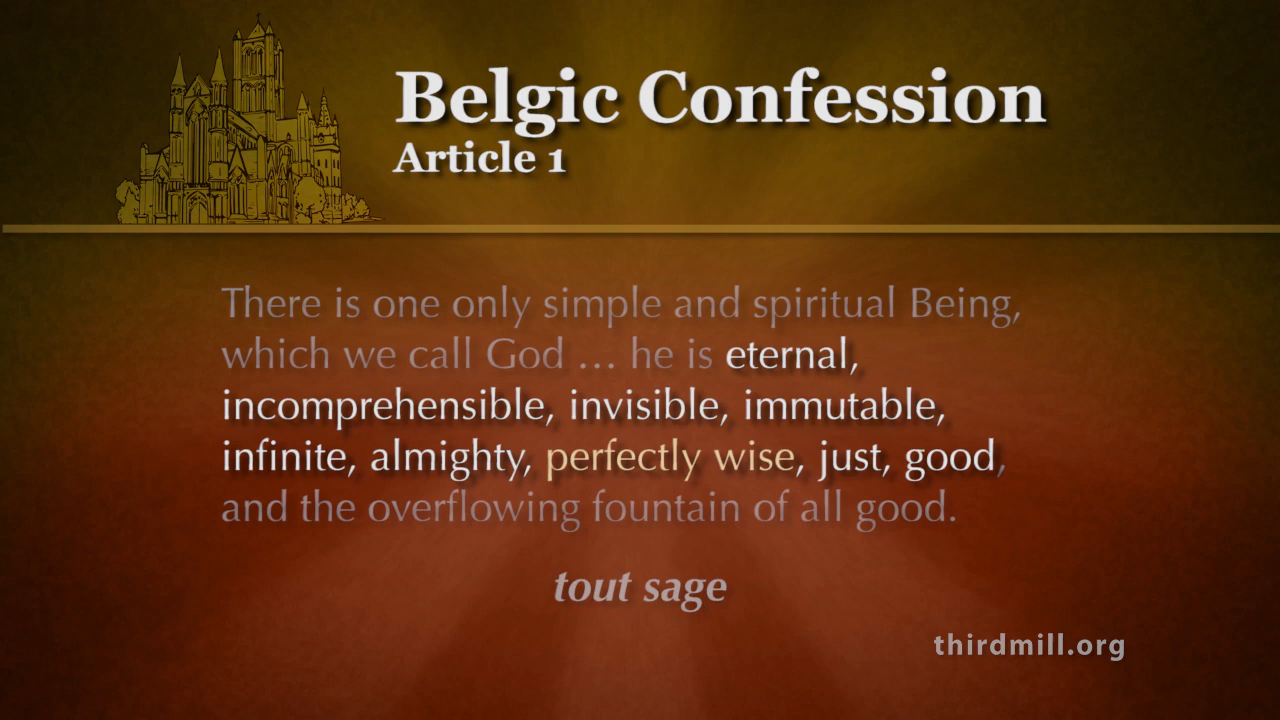 Belgic Confession
Article 1
There is one only simple and spiritual Being,
which we call God … he is eternal,
incomprehensible, invisible, immutable,
infinite, almighty, perfectly wise, just, good,
and the overflowing fountain of all good.
tout sage
thirdmill.org